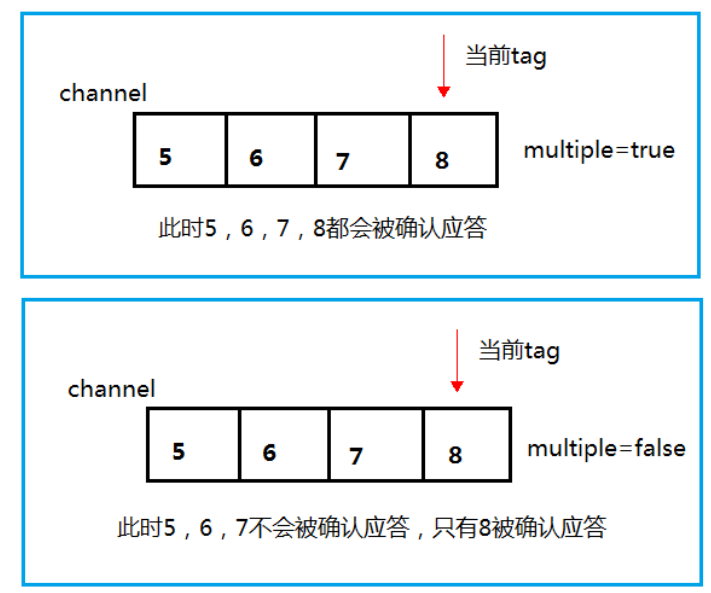 当前tag
channel
5 6 7 8 multiple=true
此时5，6，7，8都会被确认应答
当前tag
channel
5 6 7 8 multiple=false
此时5，6，7不会被确认应答，只有8被确认应答